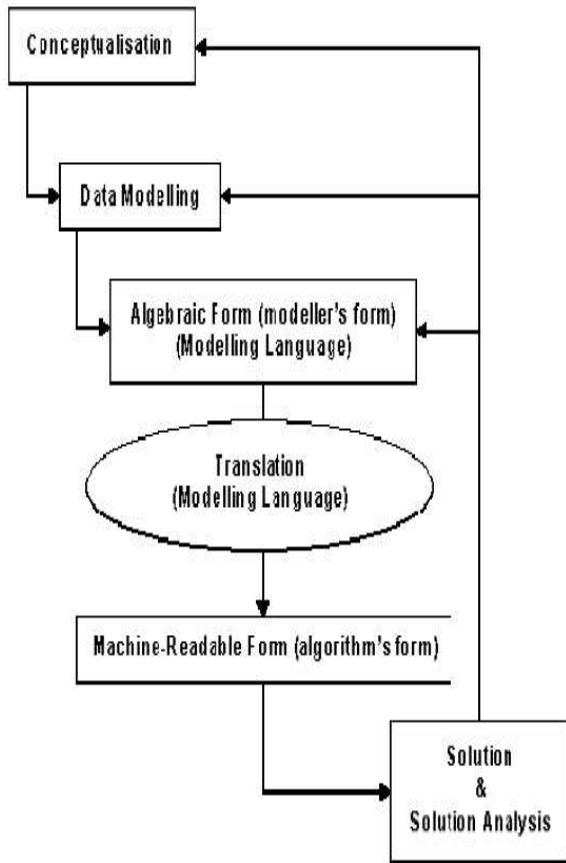 Conceptualisation
Data Modelling
Algebraic Form (modeller's form)
(Modelling Language)
Translation
(Modelling Language)
Machine-Readable Form (algorithm's form)
Solution
&
Solution Analysis